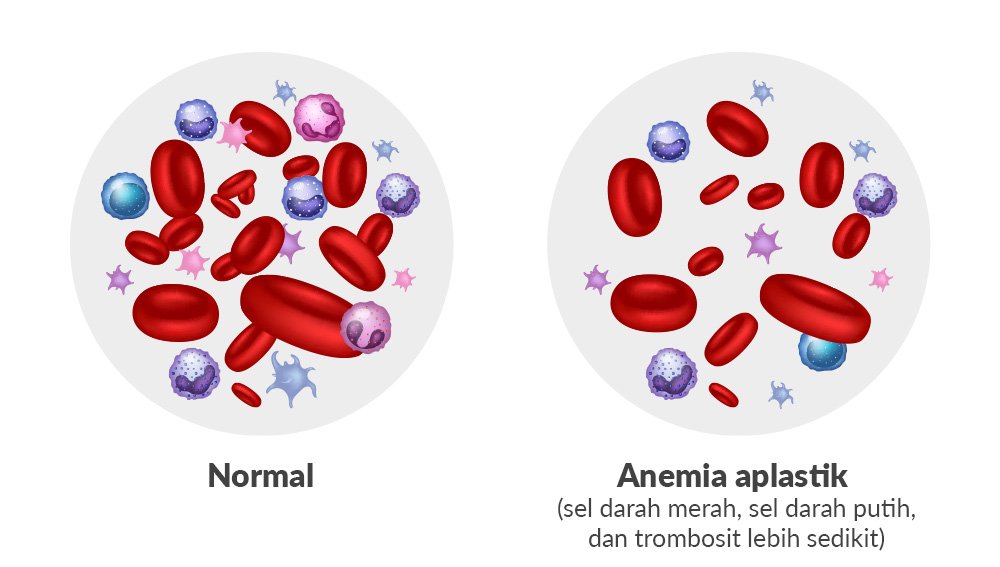 Normal
Anemia aplastik
(sel darah merah, sel darah putih,
dan trombosit lebih sedikit)